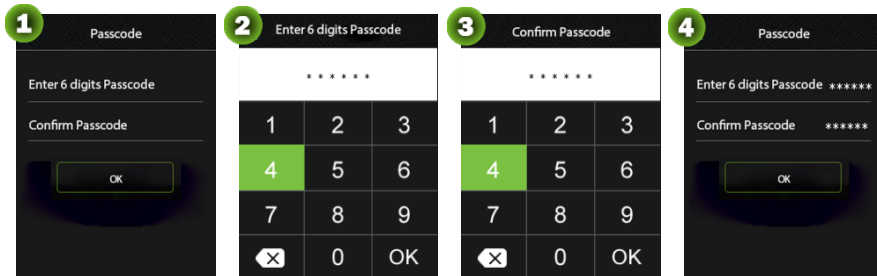 1
Passcode
Enter 6 digits Passcode
Confirm Passcode
OK
2
Enter 6 digits Passcode
* * * * * *
1 2 3
4 5 6
7 8 9
0 OK
3
Confirm Passcode
* * * * * *
1 2 3
4 5 6
7 8 9
0 OK
4
Passcode
Enter 6 digits Passcode ******
Confirm Passcode ******
OK